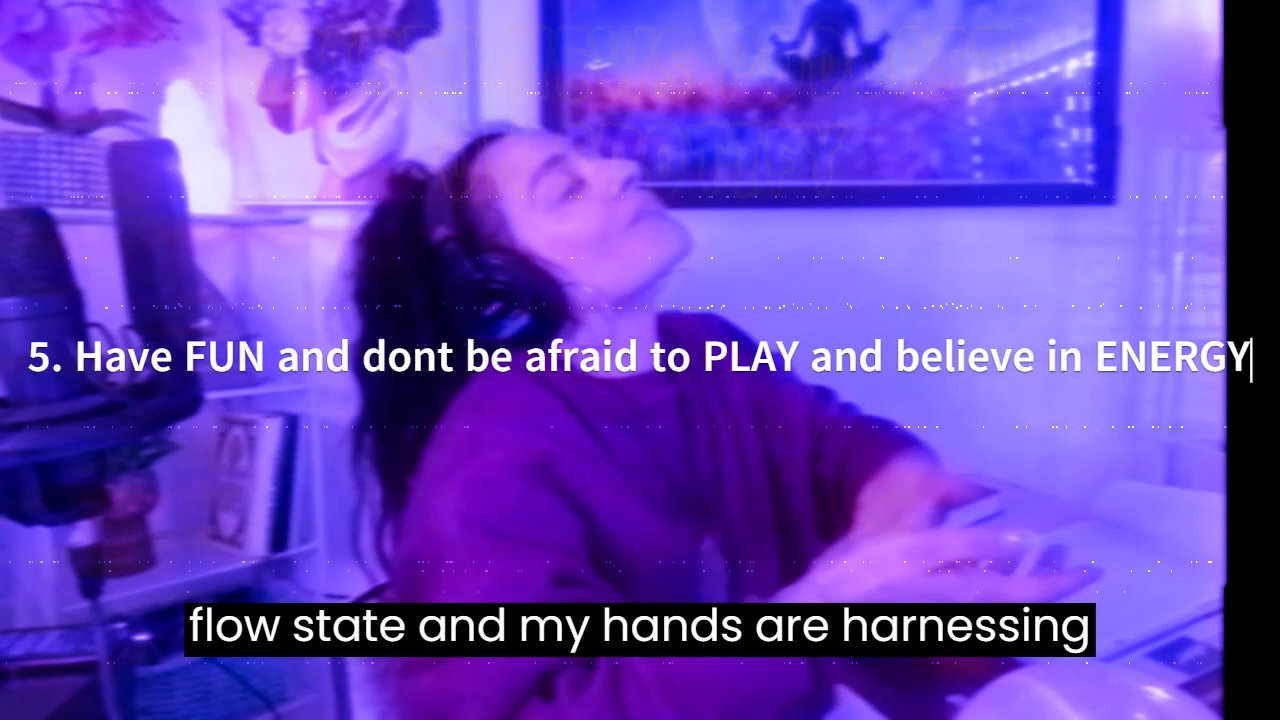 5. Have FUN and dont be afraid to PLAY and believe in ENERGY
flow state and my hands are harnessing